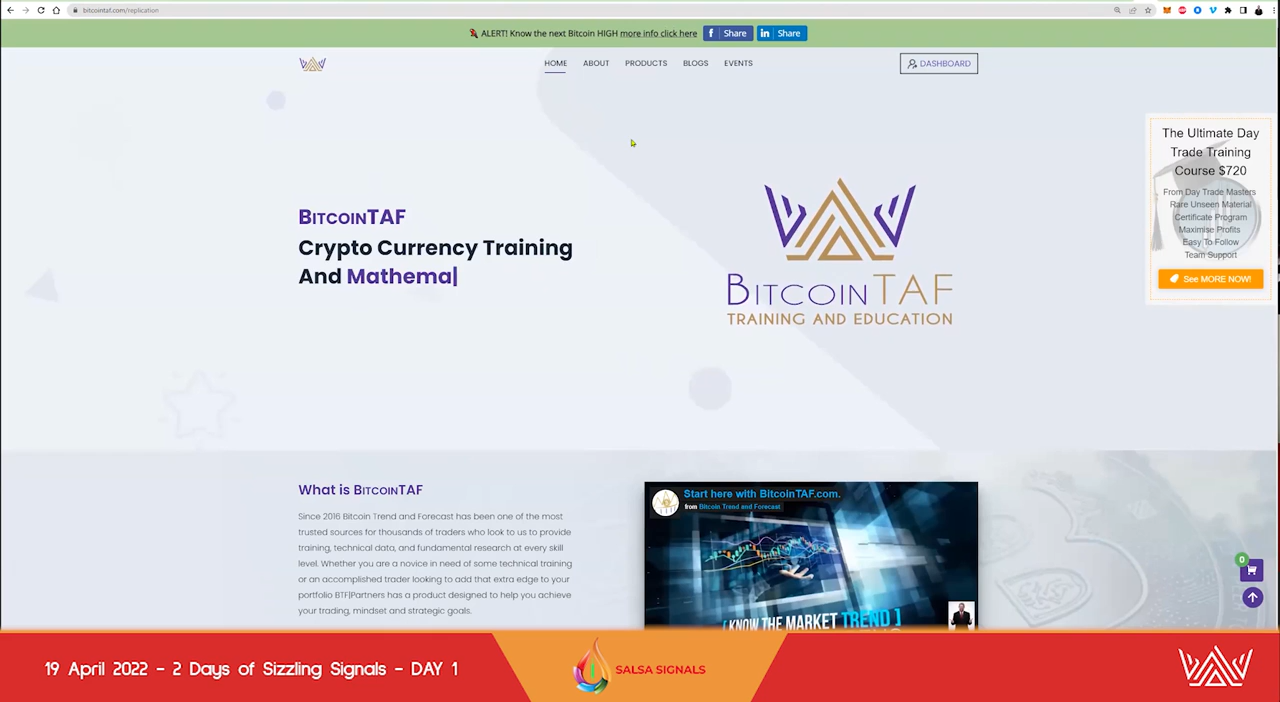 bitcointaf.com/replication
ALERT! Know the next Bitcoin HIGH more info click here
Share
Share
HOME ABOUT PRODUCTS BLOGS EVENTS
DASHBOARD
BITCOINTAF
Crypto Currency Training
And Mathema|
BITCOINTAF
TRAINING AND EDUCATION
The Ultimate Day
Trade Training
Course $720
From Day Trade Masters
Rare Unseen Material
Certificate Program
Maximise Profits
Easy To Follow
Team Support
See MORE NOW!
What is BITCOINTAF
Since 2016 Bitcoin Trend and Forecast has been one of the most
trusted sources for thousands of traders who look to us to provide
training, technical data, and fundamental research at every skill
level. Whether you are a novice in need of some technical training
or an accomplished trader looking to add that extra edge to your
portfolio BTF|Partners has a product designed to help you achieve
your trading, mindset and strategic goals.
Start here with BitcoinTAF.com.
from Bitcoin Trend and Forecast
[ KNOW THE MARKET TREND ]
0
19 April 2022 - 2 Days of Sizzling Signals - DAY 1
SALSA SIGNALS